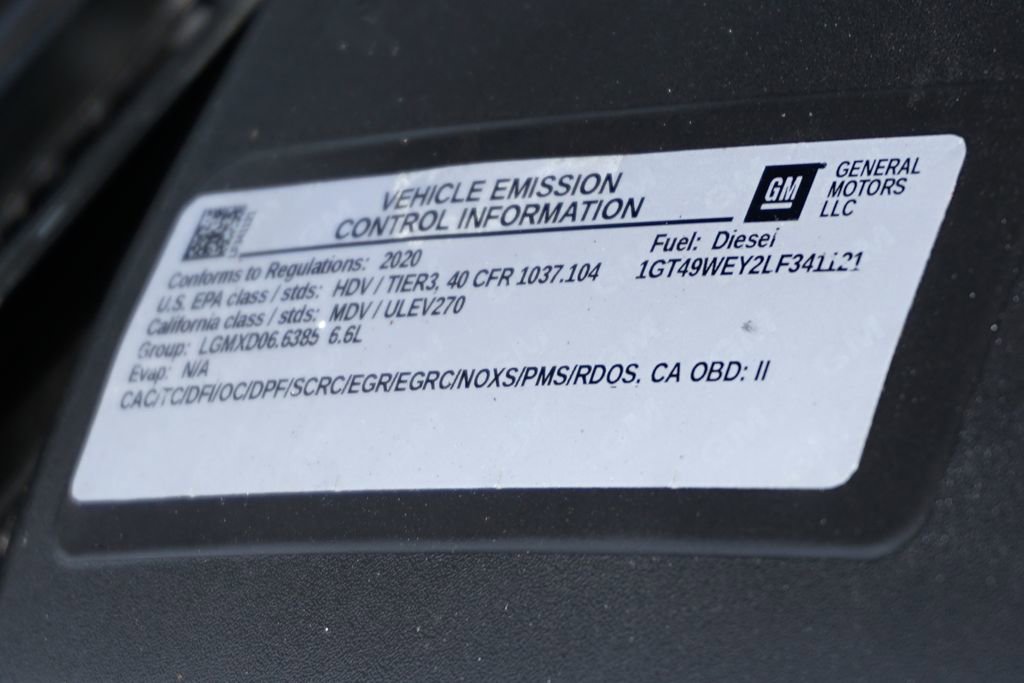 VEHICLE EMISSION
CONTROL INFORMATION
GM
GENERAL
MOTORS
LLC
Conforms to Regulations: 2020
Fuel: Diesel
U.S. EPA class / stds: HDV / TIER3, 40 CFR 1037.104
California class / stds: MDV / ULEV270
Group: LGMXD06.6385 6.6L
Evap: N/A
CAC/TC/DFI/OC/DPF/SCRC/EGR/EGRC/NOXS/PMS/RDQS, CA OBD: II